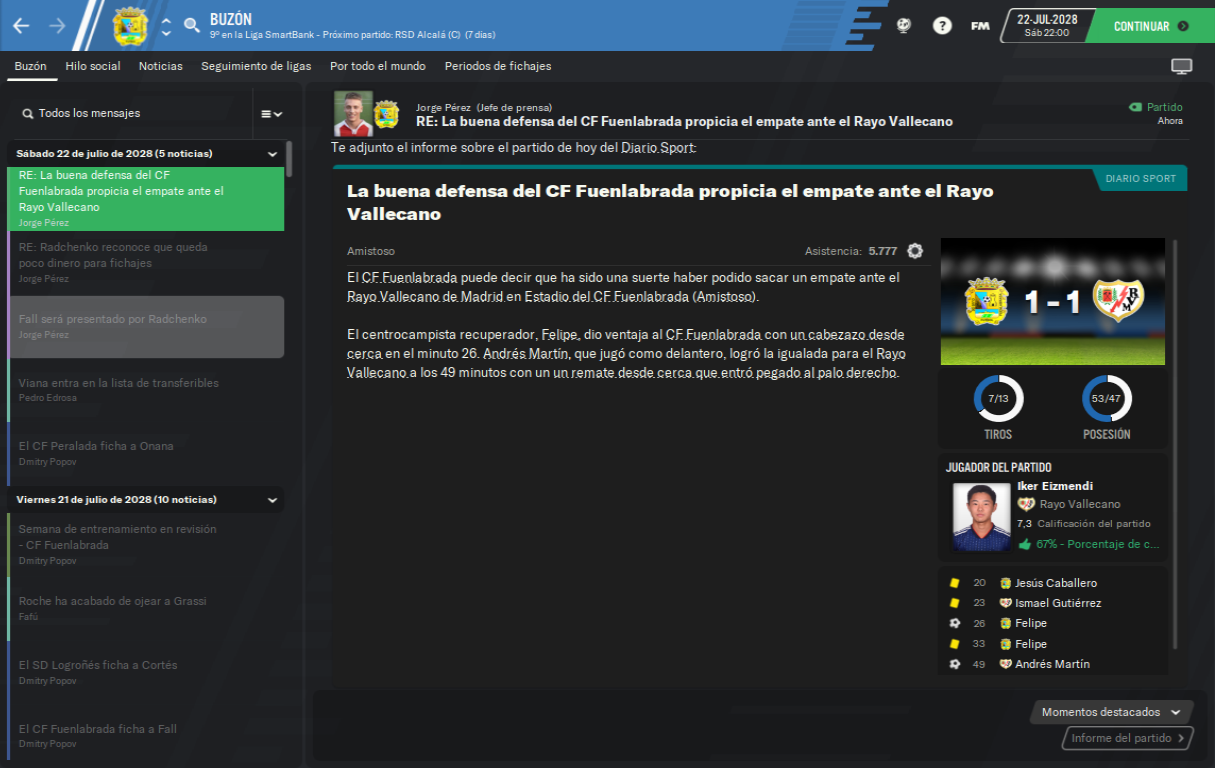 BUZÓN
9º en la Liga SmartBank - Próximo partido: RSD Alcalá (C) (7 días)
?
FM
22-JUL-2028
Sáb 22:00
CONTINUAR
Buzón
Hilo social
Noticias
Seguimiento de ligas
Por todo el mundo
Periodos de fichajes
Todos los mensajes
Sábado 22 de julio de 2028 (5 noticias)
RE: La buena defensa del CF
Fuenlabrada propicia el empate ante el
Rayo Vallecano
Jorge Pérez
RE: Radchenko reconoce que queda
poco dinero para fichajes
Jorge Pérez
Fall será presentado por Radchenko
Jorge Pérez
Viana entra en la lista de transferibles
Pedro Edrosa
El CF Peralada ficha a Onana
Dmitry Popov
Viernes 21 de julio de 2028 (10 noticias)
Semana de entrenamiento en revisión
- CF Fuenlabrada
Dmitry Popov
Roche ha acabado de ojear a Grassi
Fafú
El SD Logroñés ficha a Cortés
Dmitry Popov
El CF Fuenlabrada ficha a Fall
Dmitry Popov
Jorge Pérez (Jefe de prensa)
RE: La buena defensa del CF Fuenlabrada propicia el empate ante el Rayo Vallecano
Partido
Ahora
Te adjunto el informe sobre el partido de hoy del Diario Sport:
DIARIO SPORT
La buena defensa del CF Fuenlabrada propicia el empate ante el Rayo
Vallecano
Amistoso
Asistencia: 5.777
El CF Fuenlabrada puede decir que ha sido una suerte haber podido sacar un empate ante el
Rayo Vallecano de Madrid en Estadio del CF Fuenlabrada (Amistoso).
El centrocampista recuperador, Felipe, dio ventaja al CF Fuenlabrada con un cabezazo desde
cerca en el minuto 26. Andrés Martín, que jugó como delantero, logró la igualada para el Rayo
Vallecano a los 49 minutos con un un remate desde cerca que entró pegado al palo derecho.
1 - 1
7/13
TIROS
53/47
POSESIÓN
JUGADOR DEL PARTIDO
Iker Eizmendi
Rayo Vallecano
7,3 Calificación del partido
67% - Porcentaje de c...
20 Jesús Caballero
23 Ismael Gutiérrez
26 Felipe
33 Felipe
49 Andrés Martín
Momentos destacados
Informe del partido